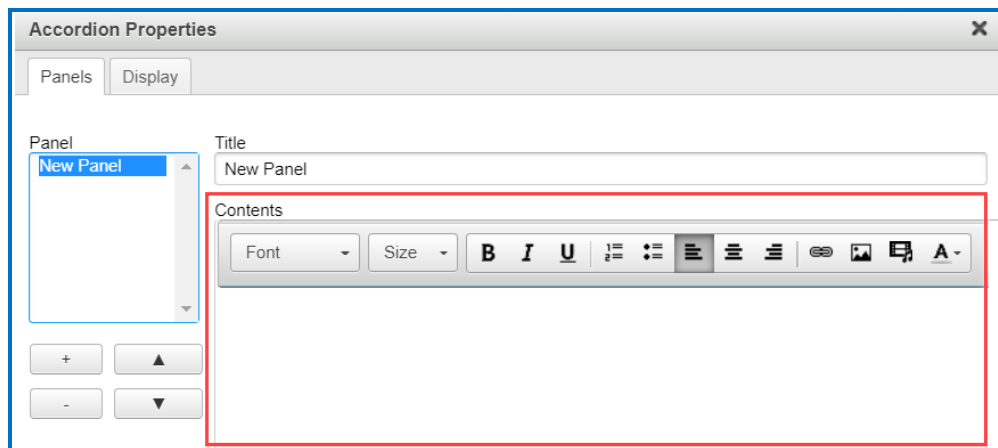 Accordion Properties
Panels Display
Panel
New Panel
Title
New Panel
Contents
Font Size B I U A
+
-